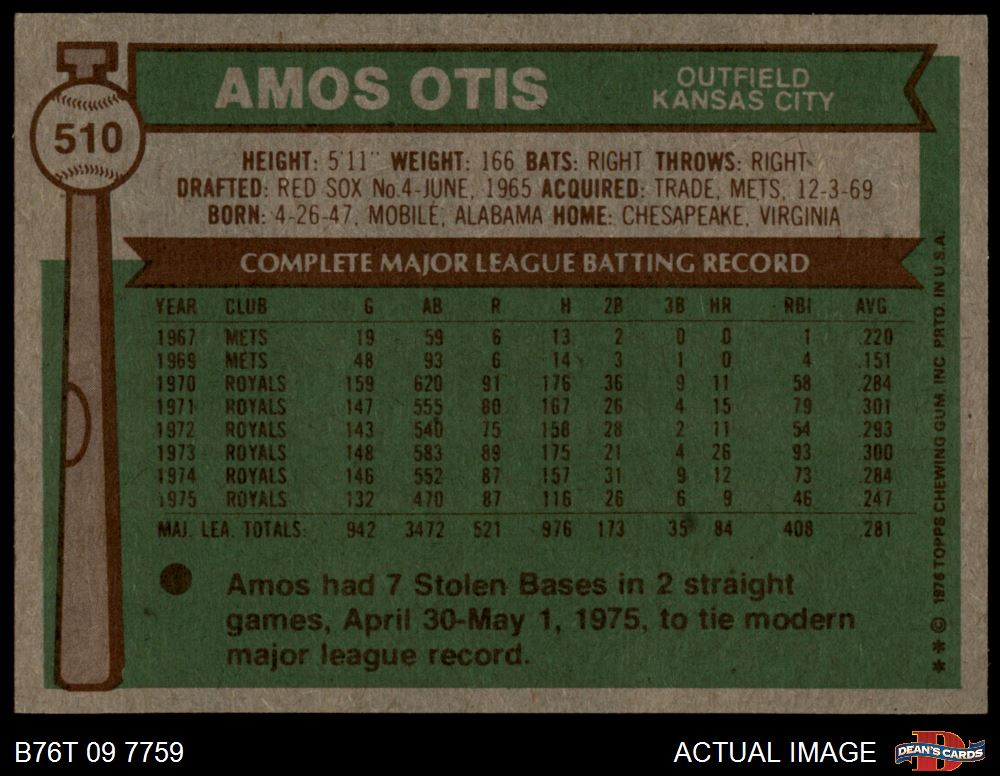 AMOS OTIS
OUTFIELD
KANSAS CITY
510
HEIGHT: 5'11" WEIGHT: 166 BATS: RIGHT THROWS: RIGHT
DRAFTED: RED SOX No.4-JUNE, 1965 ACQUIRED: TRADE, METS, 12-3-69
BORN: 4-26-47, MOBILE, ALABAMA HOME: CHESAPEAKE, VIRGINIA
COMPLETE MAJOR LEAGUE BATTING RECORD
YEAR CLUB G AB R H 2B 3B HR RBI AVG.
1967 METS 19 59 6 13 2 0 0 1 .220
1969 METS 48 93 6 14 3 1 0 4 .151
1970 ROYALS 159 620 91 176 36 9 11 58 .284
1971 ROYALS 147 555 80 167 26 4 15 79 .301
1972 ROYALS 143 540 75 158 28 2 11 54 .293
1973 ROYALS 148 583 89 175 21 4 26 93 .300
1974 ROYALS 146 552 87 157 31 9 12 73 .284
1975 ROYALS 132 470 87 116 26 6 9 46 .247
MAJ. LEA. TOTALS: 942 3472 521 976 173 35 84 408 .281
Amos had 7 Stolen Bases in 2 straight
games, April 30-May 1, 1975, to tie modern
major league record.
** © 1976 TOPPS CHEWING GUM, INC. PRTD. IN U.S.A.
B76T 09 7759
ACTUAL IMAGE
DEAN'S CARDS